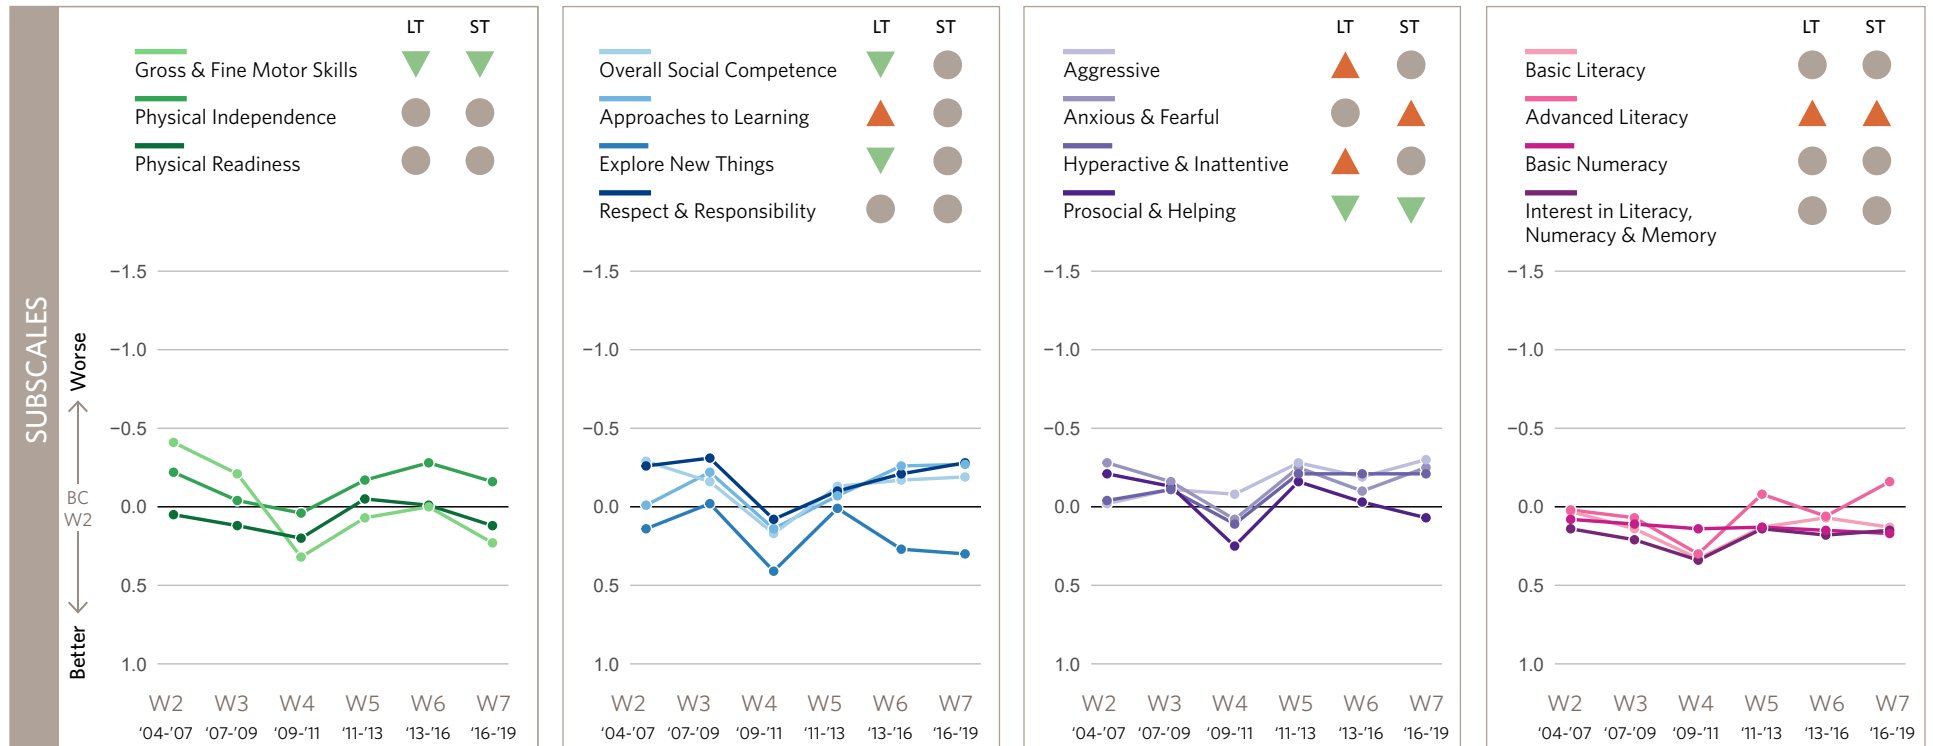 SUBSCALES
LT ST
Gross & Fine Motor Skills
Physical Independence
Physical Readiness
Worse
BC
W2
Better
−1.5
−1.0
−0.5
0.0
0.5
1.0
W2 W3 W4 W5 W6 W7
‘04-’07 ‘07-’09 ‘09-’11 ‘11-’13 ‘13-’16 ‘16-’19
LT ST
Overall Social Competence
Approaches to Learning
Explore New Things
Respect & Responsibility
−1.5
−1.0
−0.5
0.0
0.5
1.0
W2 W3 W4 W5 W6 W7
‘04-’07 ‘07-’09 ‘09-’11 ‘11-’13 ‘13-’16 ‘16-’19
LT ST
Aggressive
Anxious & Fearful
Hyperactive & Inattentive
Prosocial & Helping
−1.5
−1.0
−0.5
0.0
0.5
1.0
W2 W3 W4 W5 W6 W7
‘04-’07 ‘07-’09 ‘09-’11 ‘11-’13 ‘13-’16 ‘16-’19
LT ST
Basic Literacy
Advanced Literacy
Basic Numeracy
Interest in Literacy,
Numeracy & Memory
−1.5
−1.0
−0.5
0.0
0.5
1.0
W2 W3 W4 W5 W6 W7
‘04-’07 ‘07-’09 ‘09-’11 ‘11-’13 ‘13-’16 ‘16-’19